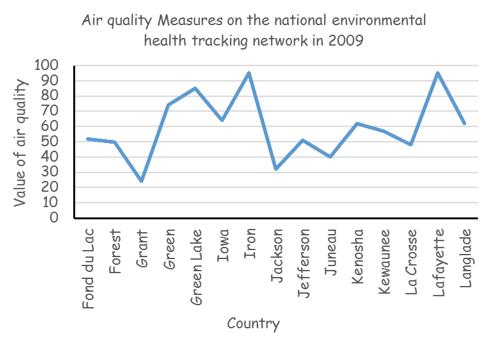 Air quality Measures on the national environmental
health tracking network in 2009
Value of air quality
100
90
80
70
60
50
40
30
20
10
0
Fond du Lac
Forest
Grant
Green
Green Lake
Iowa
Iron
Jackson
Jefferson
Juneau
Kenosha
Kewaunee
La Crosse
Lafayette
Langlade
Country